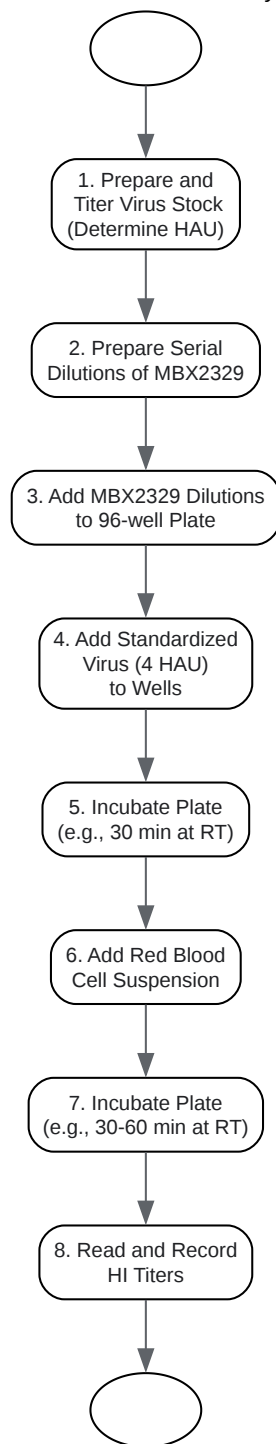 1. Prepare and
Titer Virus Stock
(Determine HAU)
2. Prepare Serial
Dilutions of MBX2329
3. Add MBX2329 Dilutions
to 96-well Plate
4. Add Standardized
Virus (4 HAU)
to Wells
5. Incubate Plate
(e.g., 30 min at RT)
6. Add Red Blood
Cell Suspension
7. Incubate Plate
(e.g., 30-60 min at RT)
8. Read and Record
HI Titers